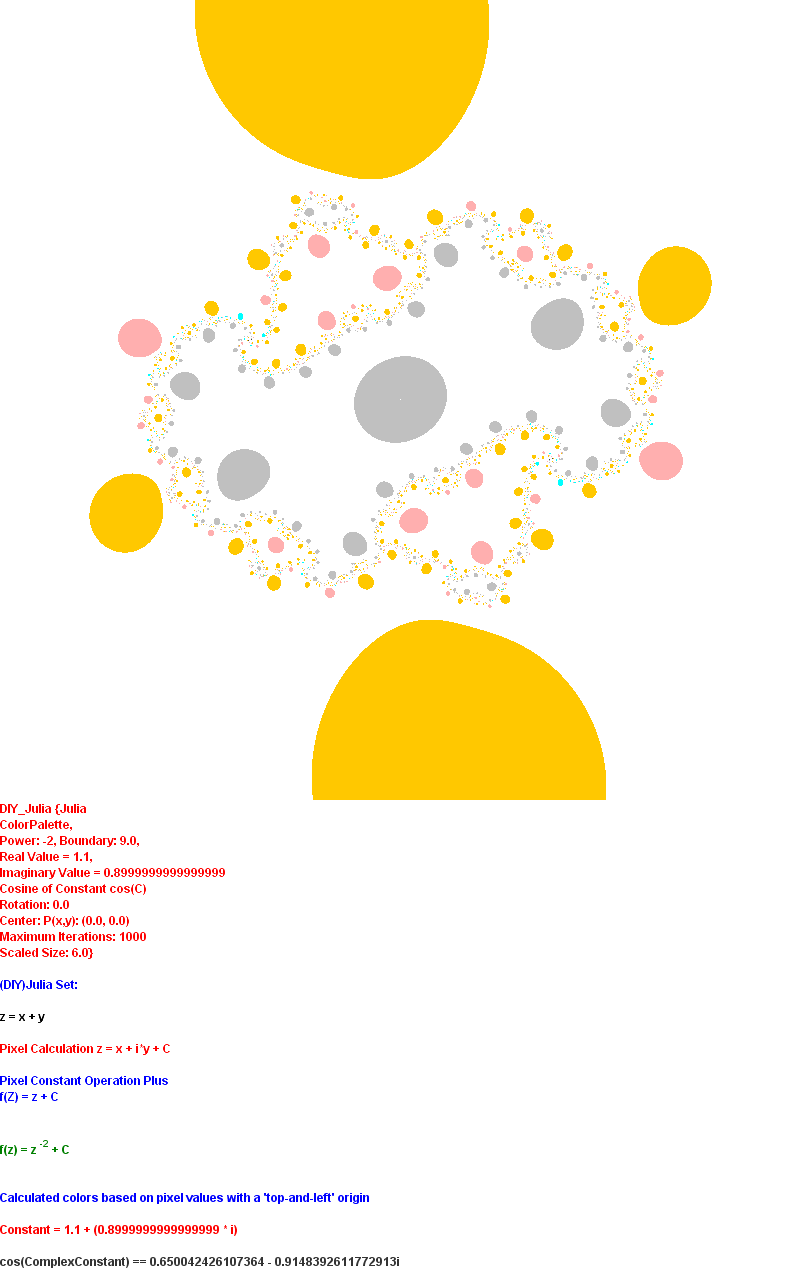 DIY_Julia {Julia
ColorPalette,
Power: -2, Boundary: 9.0,
Real Value = 1.1,
Imaginary Value = 0.8999999999999999
Cosine of Constant cos(C)
Rotation: 0.0
Center: P(x,y): (0.0, 0.0)
Maximum Iterations: 1000
Scaled Size: 6.0}
(DIY)Julia Set:
z = x + y
Pixel Calculation z = x + i*y + C
Pixel Constant Operation Plus
f(Z) = z + C
f(z) = z -2 + C
Calculated colors based on pixel values with a 'top-and-left' origin
Constant = 1.1 + (0.8999999999999999 * i)
cos(ComplexConstant) == 0.650042426107364 - 0.9148392611772913i